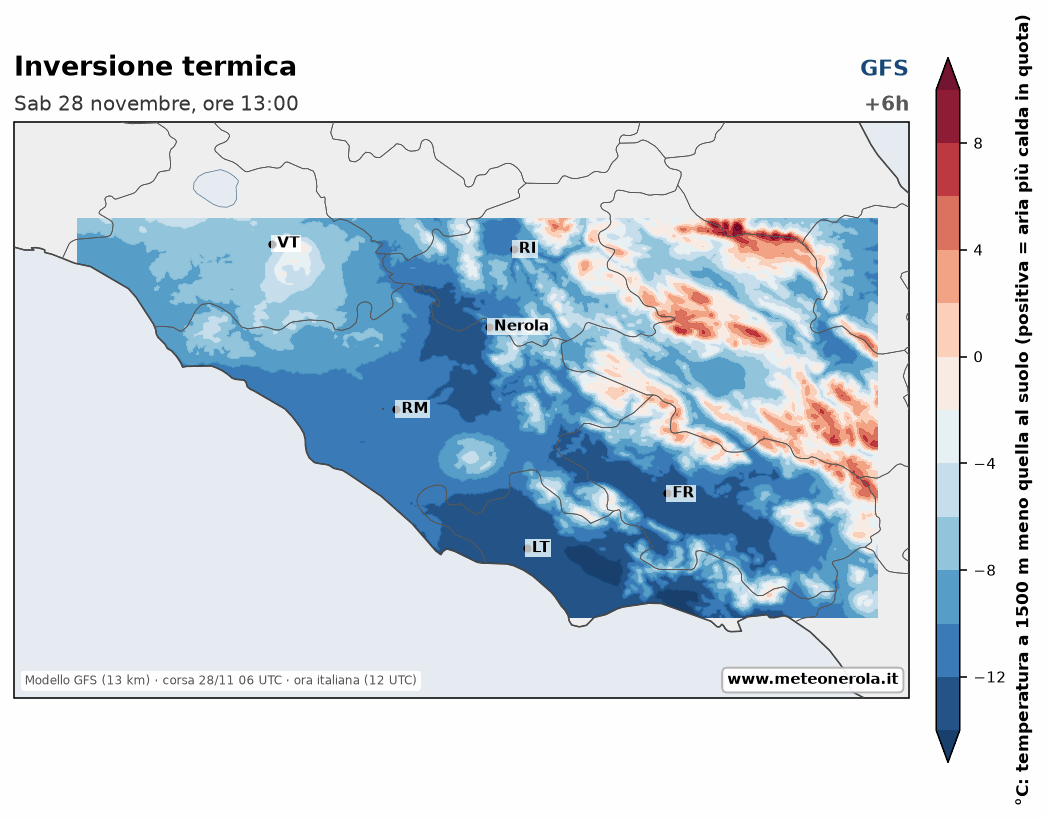 Inversione termica
GFS
Sab 28 novembre, ore 13:00
+6h
VT
RI
Nerola
RM
FR
LT
Modello GFS (13 km) · corsa 28/11 06 UTC · ora italiana (12 UTC)
www.meteonerola.it
8
4
0
−4
−8
−12
°C: temperatura a 1500 m meno quella al suolo (positiva = aria più calda in quota)